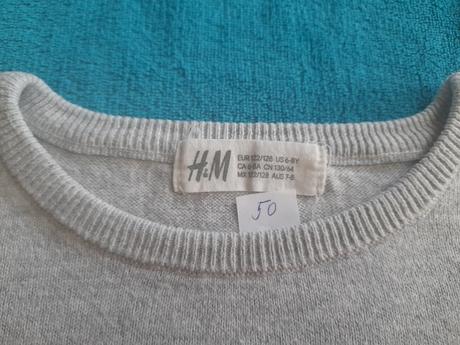 H&M
EUR 122/128 US 6-8Y
CA 6-8A CN 130/64
MX 122/128 AUS 7-8
50